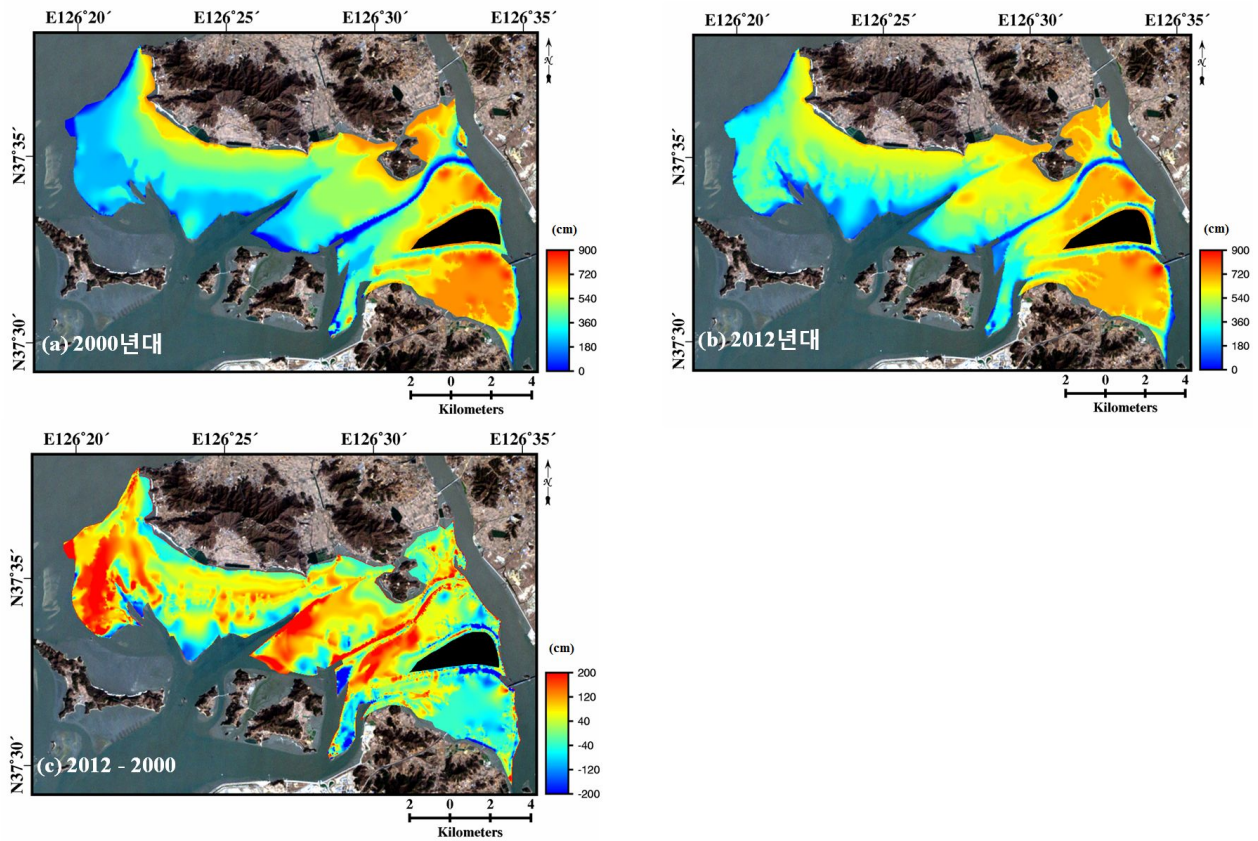 E126°20´ E126°25´ E126°30´ E126°35´
N37°35´
N37°30´
N
(cm)
900
720
540
360
180
0
(a) 2000년대
2 0 2 4
Kilometers
E126°20´ E126°25´ E126°30´ E126°35´
N37°35´
N37°30´
N
(cm)
900
720
540
360
180
0
(b) 2012년대
2 0 2 4
Kilometers
E126°20´ E126°25´ E126°30´ E126°35´
N37°35´
N37°30´
N
(cm)
200
120
40
-40
-120
-200
(c) 2012 - 2000
2 0 2 4
Kilometers